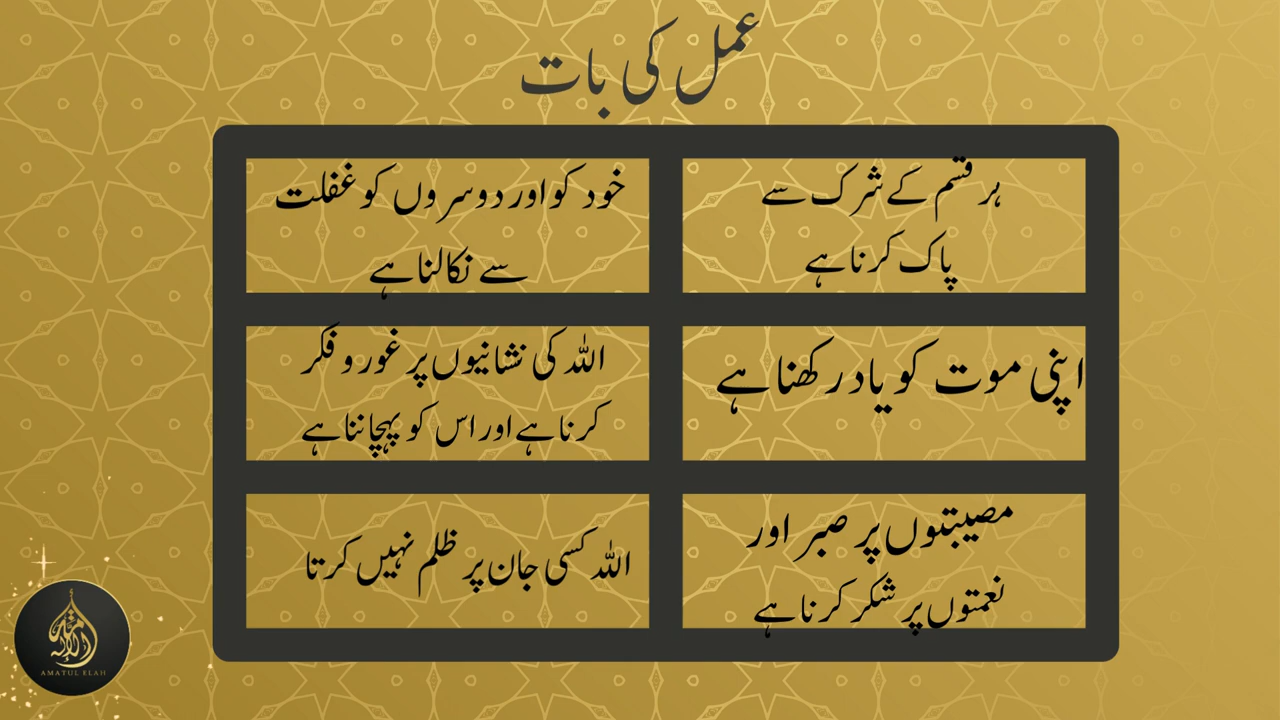 عمل کی بات
ہر قسم کے شرک سے
پاک کرنا ہے
خود کو اور دوسروں کو غفلت
سے نکالنا ہے
اپنی موت کو یاد رکھنا ہے
اللہ کی نشانیوں پر غور و فکر
کرنا ہے اور اس کو پہچاننا ہے
مصیبتوں پر صبر اور
نعمتوں پر شکر کرنا ہے
اللہ کسی جان پر ظلم نہیں کرتا
AMATUL ELAH